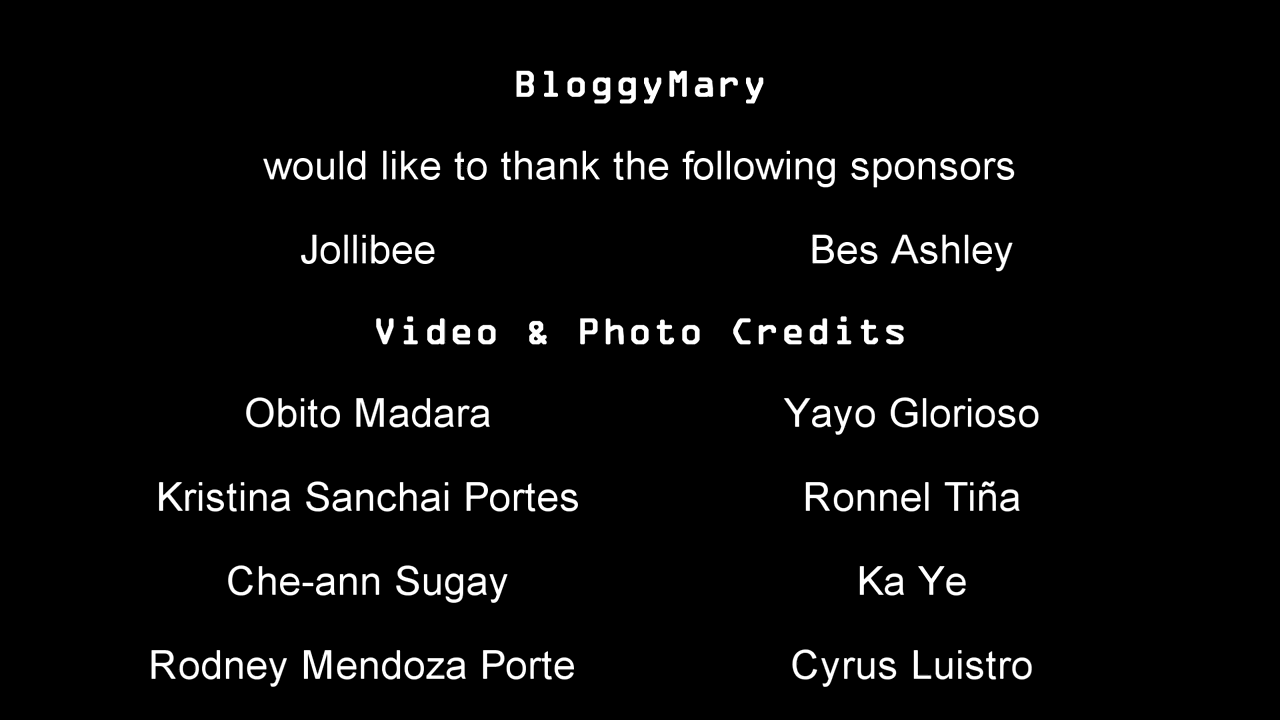 BloggyMary
would like to thank the following sponsors
Jollibee Bes Ashley
Video & Photo Credits
Obito Madara Yayo Glorioso
Kristina Sanchai Portes Ronnel Tiña
Che-ann Sugay Ka Ye
Rodney Mendoza Porte Cyrus Luistro